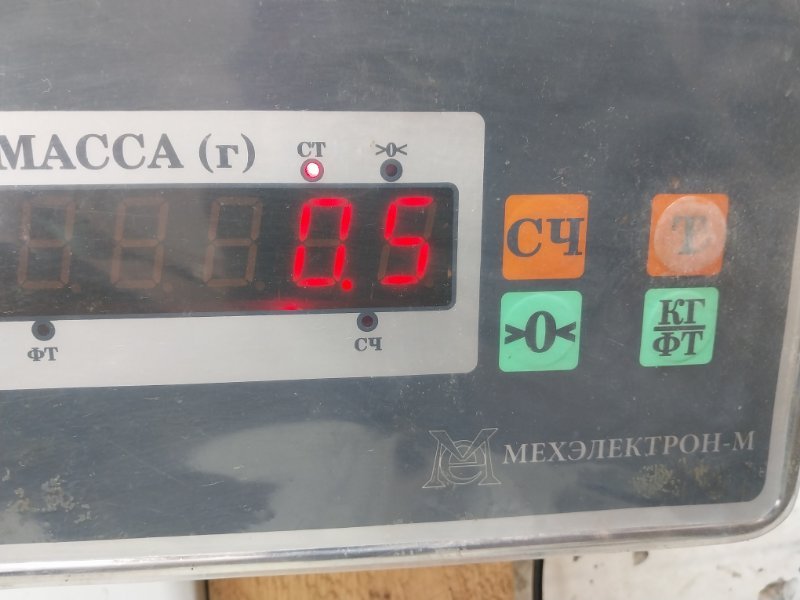 МАССА (г)
СТ >0<
0.5
ФТ СЧ
СЧ Т
>0< КГ
ФТ
МЕХЭЛЕКТРОН-М